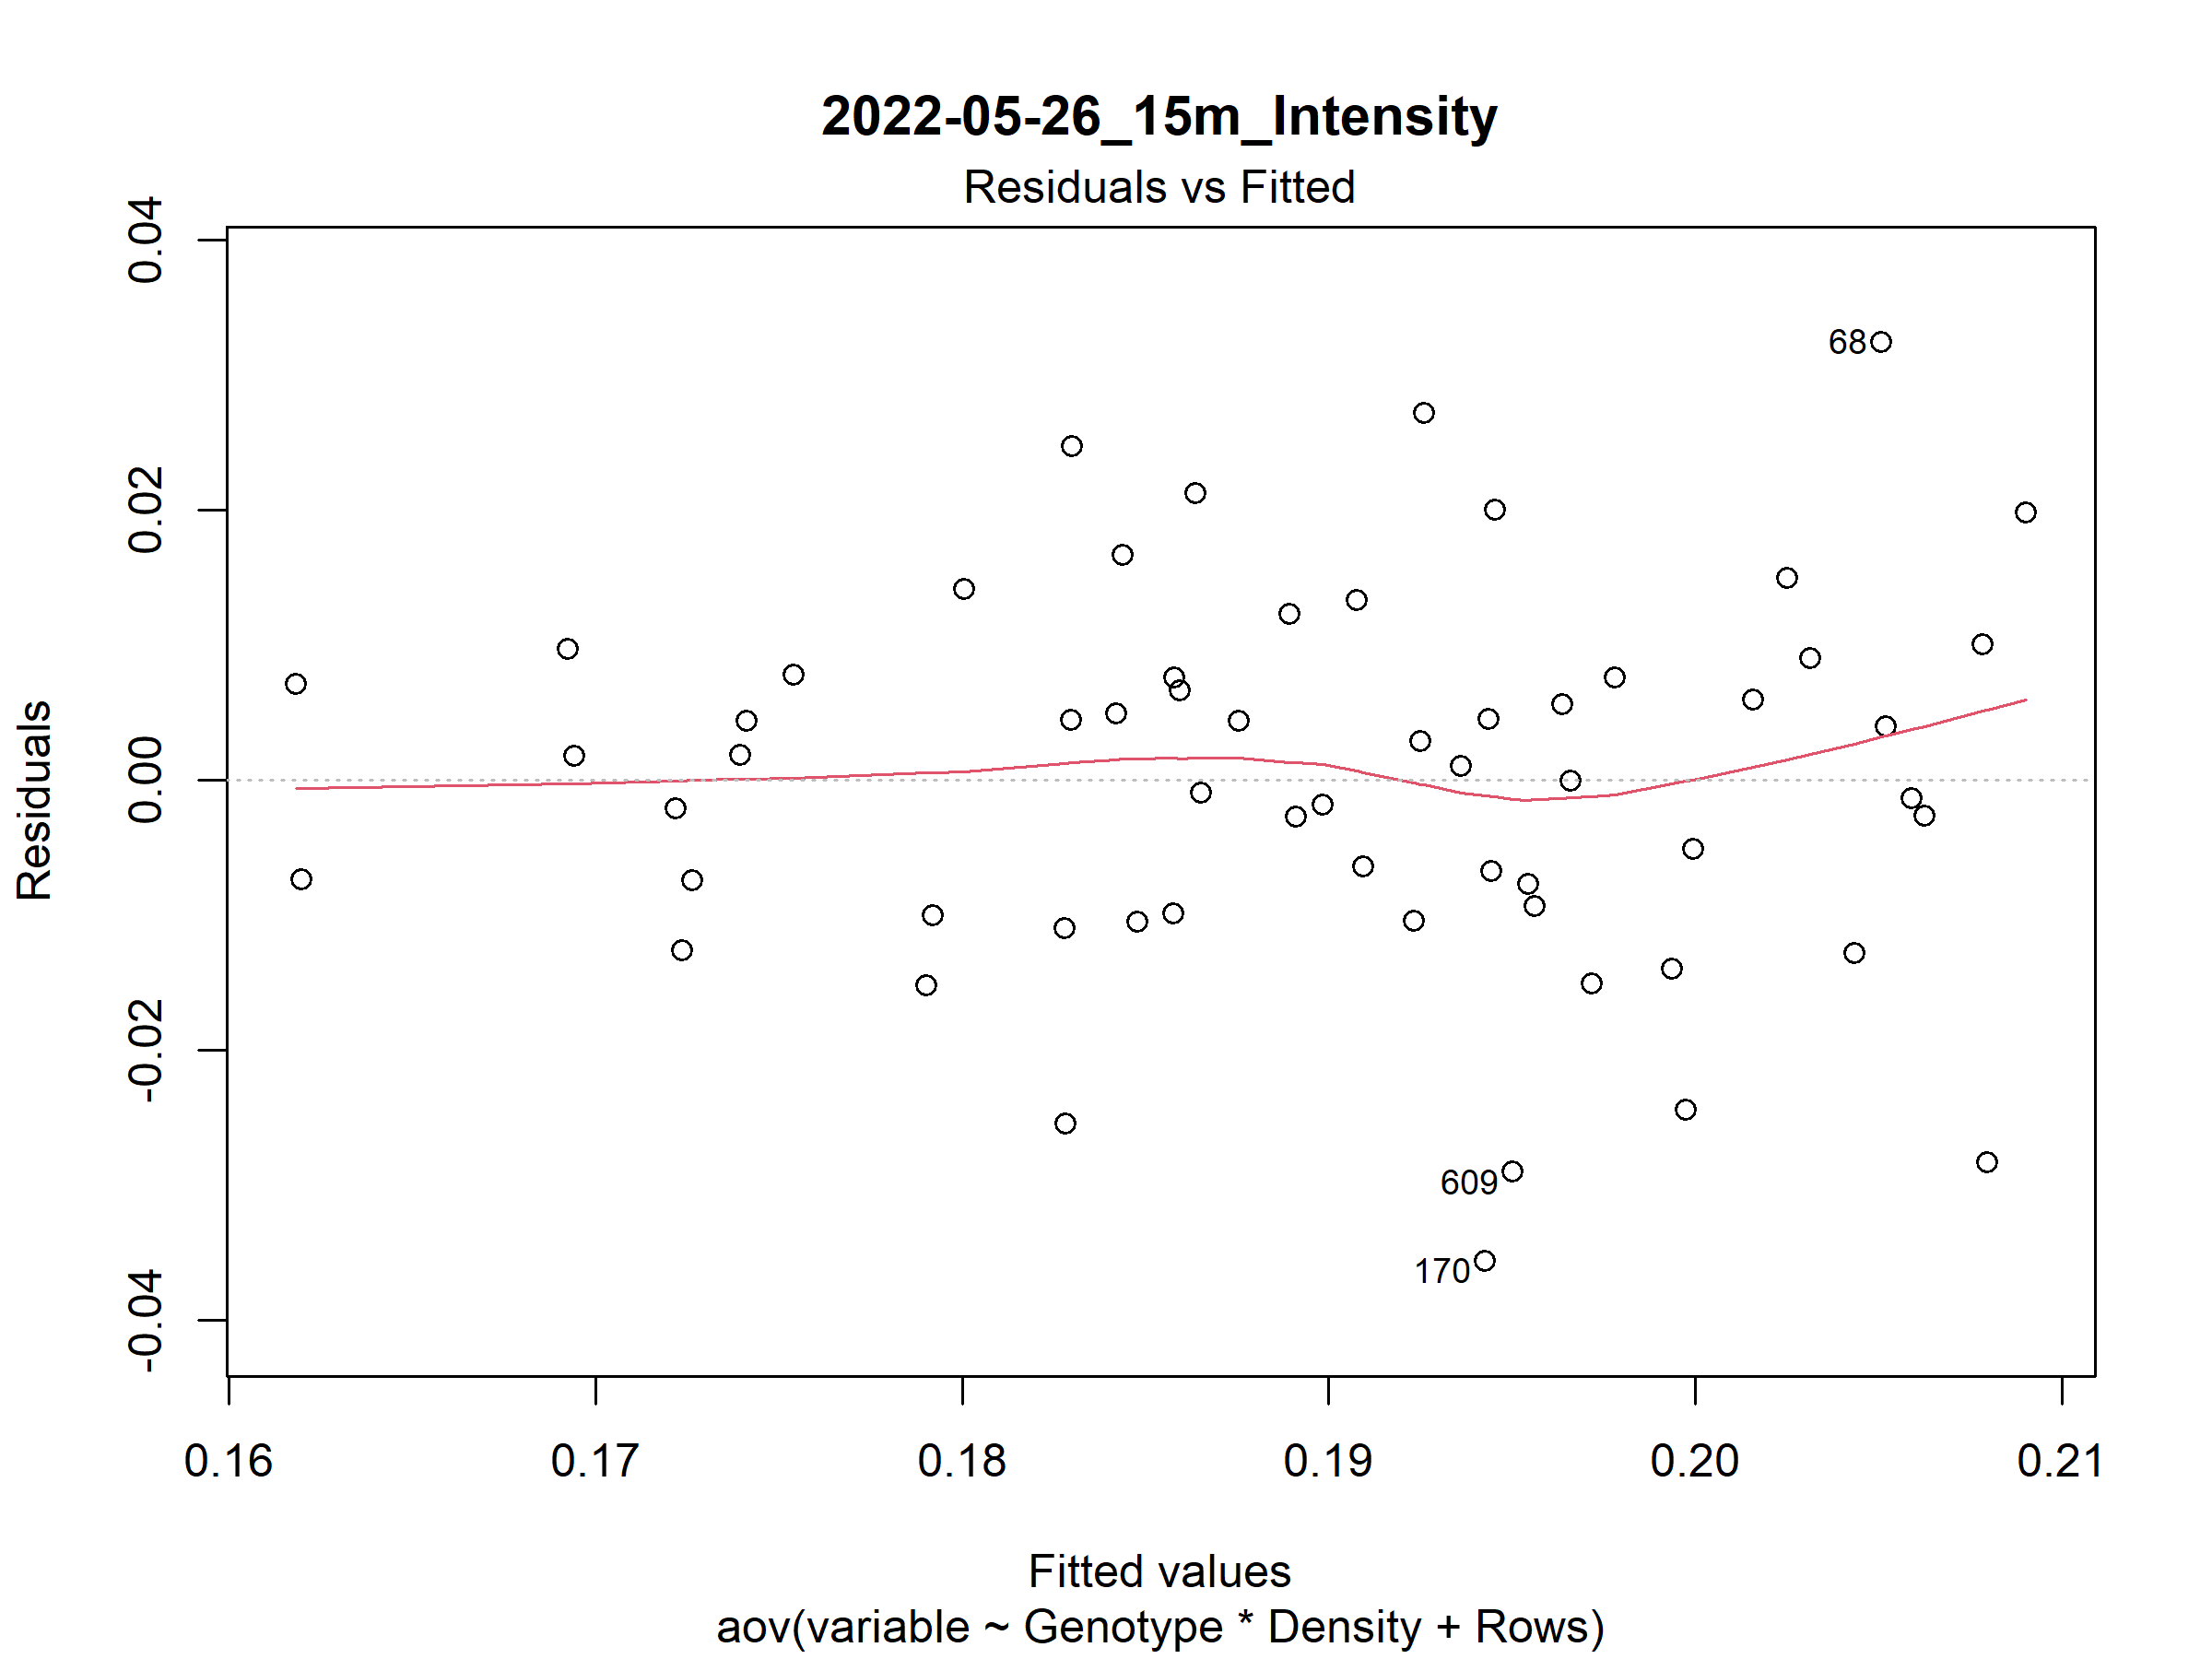 2022-05-26_15m_Intensity
Residuals vs Fitted
0.04
0.02
0.00
-0.02
-0.04
Residuals
68
609
170
0.16 0.17 0.18 0.19 0.20 0.21
Fitted values
aov(variable ~ Genotype * Density + Rows)